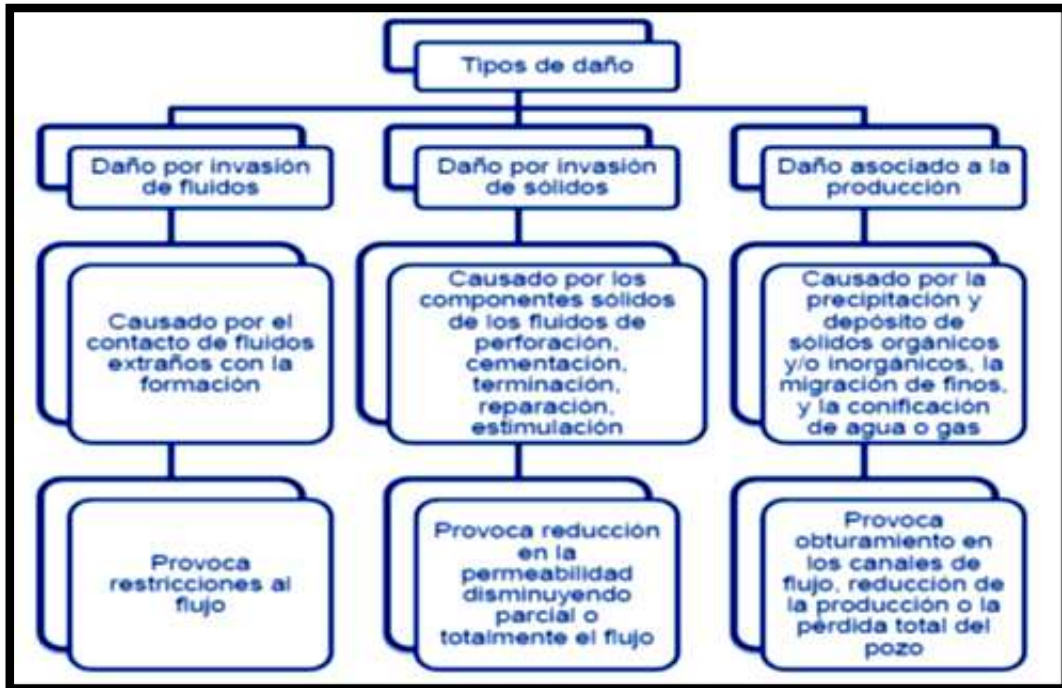 Tipos de daño
Daño por invasión
de fluidos
Causado por el
contacto de fluidos
extraños con la
formación
Provoca
restricciones al
flujo
Daño por invasión
de sólidos
Causado por los
componentes sólidos
de los fluidos de
perforación,
cementación,
terminación,
reparación,
estimulación
Provoca reducción
en la
permeabilidad
disminuyendo
parcial o
totalmente el flujo
Daño asociado a la
producción
Causado por la
precipitación y
depósito de
sólidos orgánicos
y/o inorgánicos, la
migración de finos,
y la conificación
de agua o gas
Provoca
obturamiento en
los canales de
flujo, reducción de
la producción o la
pérdida total del
pozo